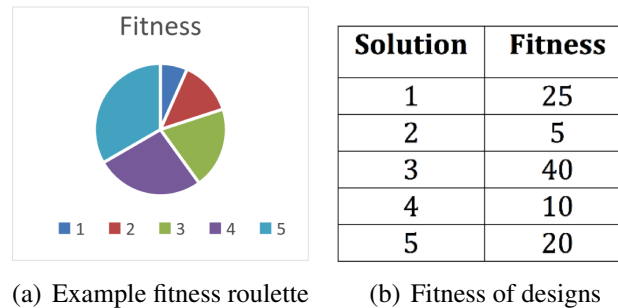 Fitness
1 2 3 4 5
Solution Fitness
1 25
2 5
3 40
4 10
5 20
(a) Example fitness roulette
(b) Fitness of designs